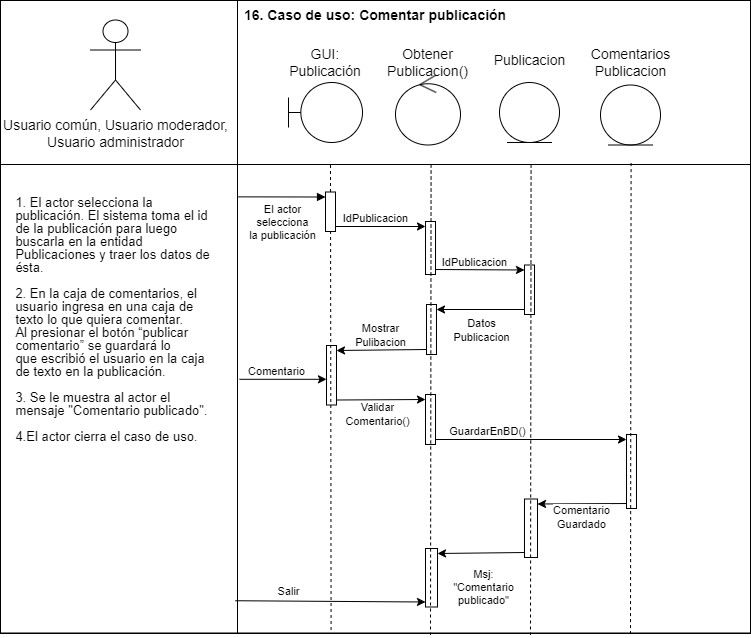 16. Caso de uso: Comentar publicación
Usuario común, Usuario moderador,
Usuario administrador
GUI:
Publicación
Obtener
Publicacion()
Publicacion
Comentarios
Publicacion
1. El actor selecciona la
publicación. El sistema toma el id
de la publicación para luego
buscarla en la entidad
Publicaciones y traer los datos de
ésta.
2. En la caja de comentarios, el
usuario ingresa en una caja de
texto lo que quiera comentar.
Al presionar el botón “publicar
comentario” se guardará lo
que escribió el usuario en la caja
de texto en la publicación.
3. Se le muestra al actor el
mensaje "Comentario publicado".
4.El actor cierra el caso de uso.
El actor
selecciona
la publicación
IdPublicacion
IdPublicacion
Datos
Publicacion
Mostrar
Pulibacion
Comentario
Validar
Comentario()
GuardarEnBD()
Comentario
Guardado
Msj:
"Comentario
publicado"
Salir